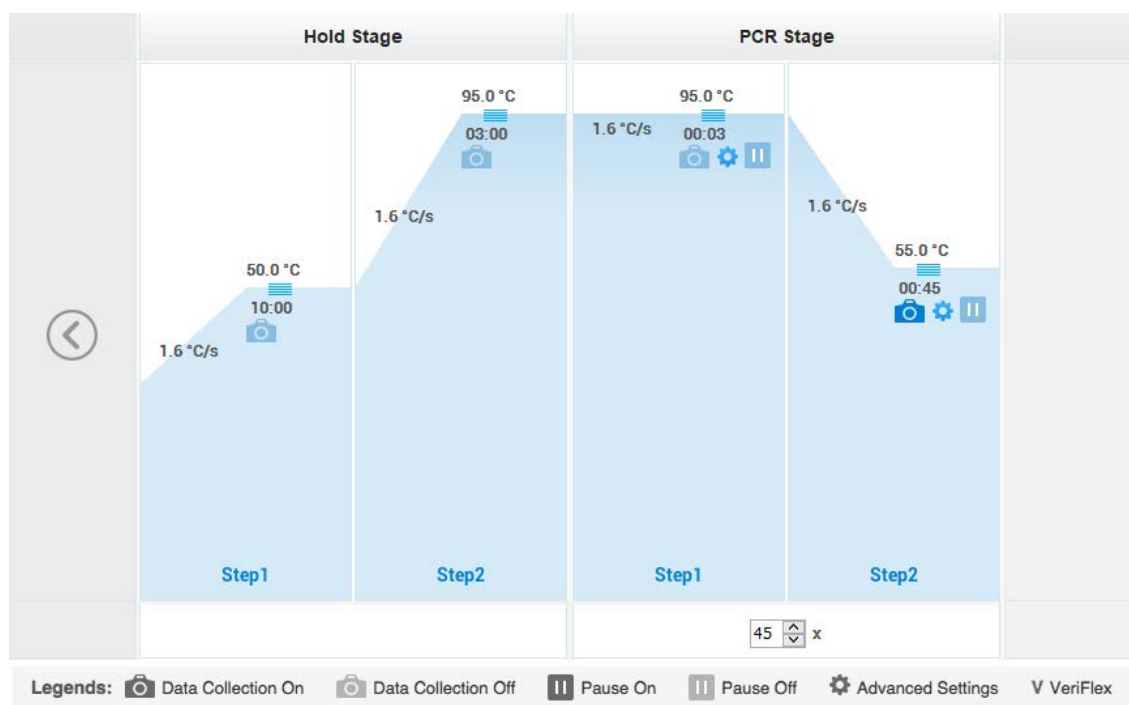 Hold Stage
PCR Stage
95.0 °C
03:00
1.6 °C/s
50.0 °C
10:00
1.6 °C/s
Step1
Step2
95.0 °C
1.6 °C/s
00:03
1.6 °C/s
55.0 °C
00:45
Step1
Step2
45 x
Legends: Data Collection On Data Collection Off Pause On Pause Off Advanced Settings V VeriFlex